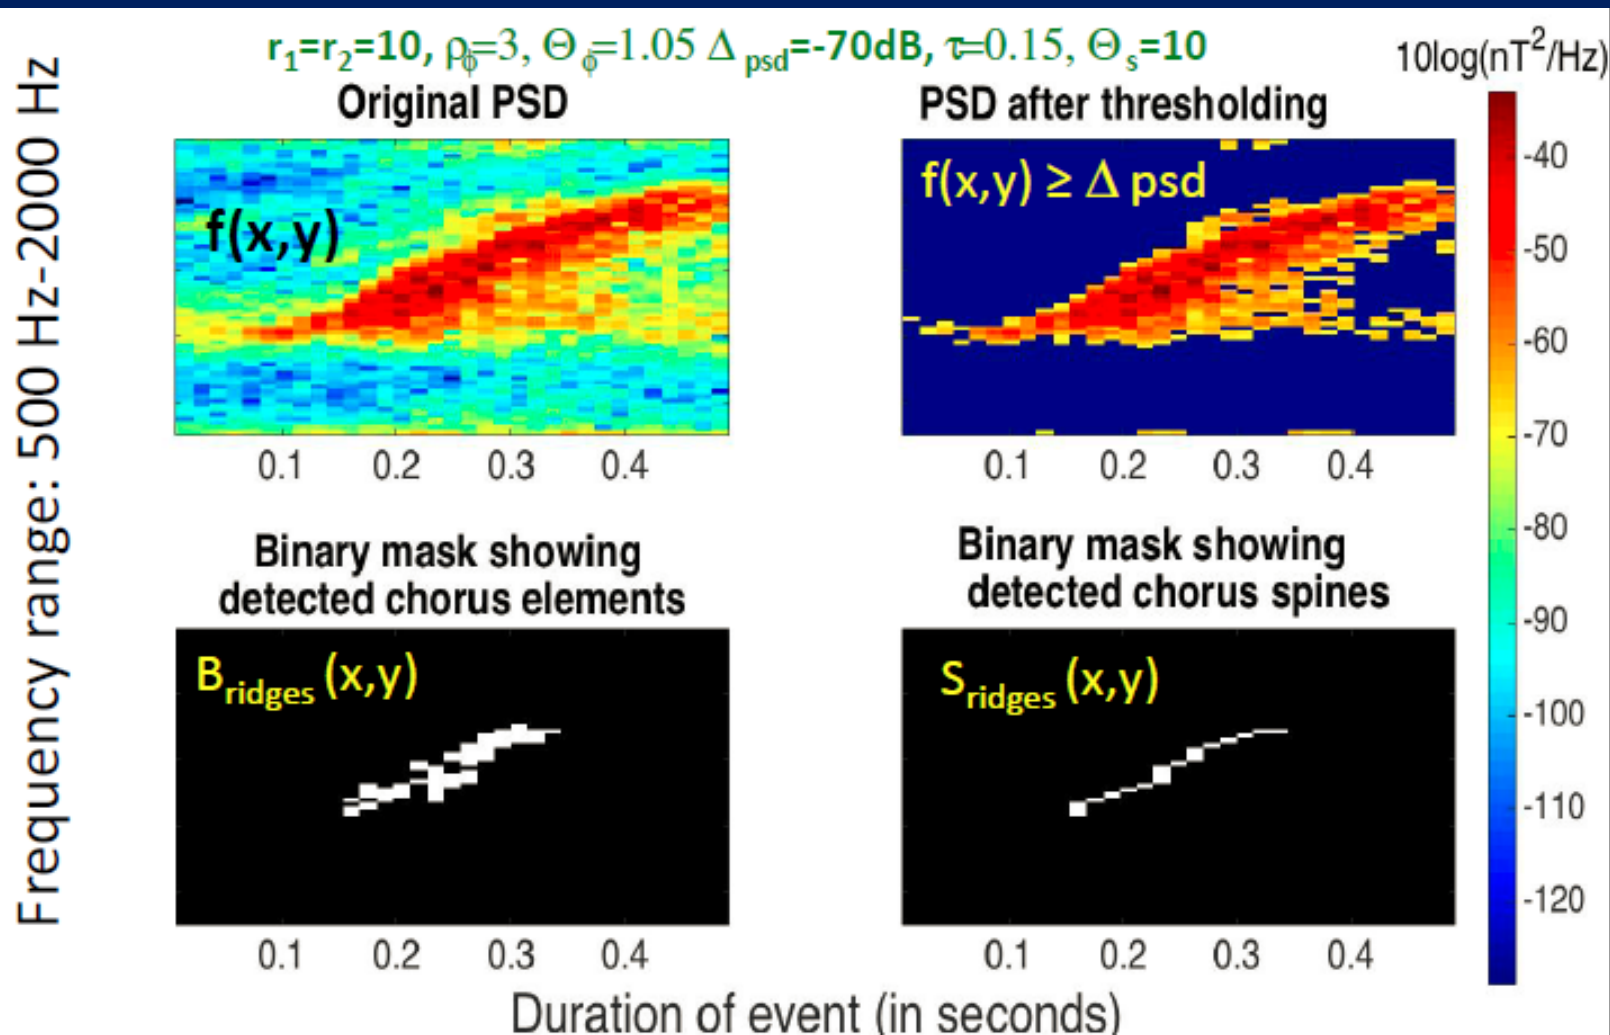 r₁=r₂=10, ρ_ϕ=3, Θ_ϕ=1.05 Δ psd=-70dB, τ=0.15, Θₛ=10
10log(nT²/Hz)
Frequency range: 500 Hz-2000 Hz
Original PSD
f(x,y)
0.1 0.2 0.3 0.4
PSD after thresholding
f(x,y) ≥ Δ psd
0.1 0.2 0.3 0.4
Binary mask showing
detected chorus elements
B ridges (x,y)
0.1 0.2 0.3 0.4
Binary mask showing
detected chorus spines
S ridges (x,y)
0.1 0.2 0.3 0.4
-40
-50
-60
-70
-80
-90
-100
-110
-120
Duration of event (in seconds)